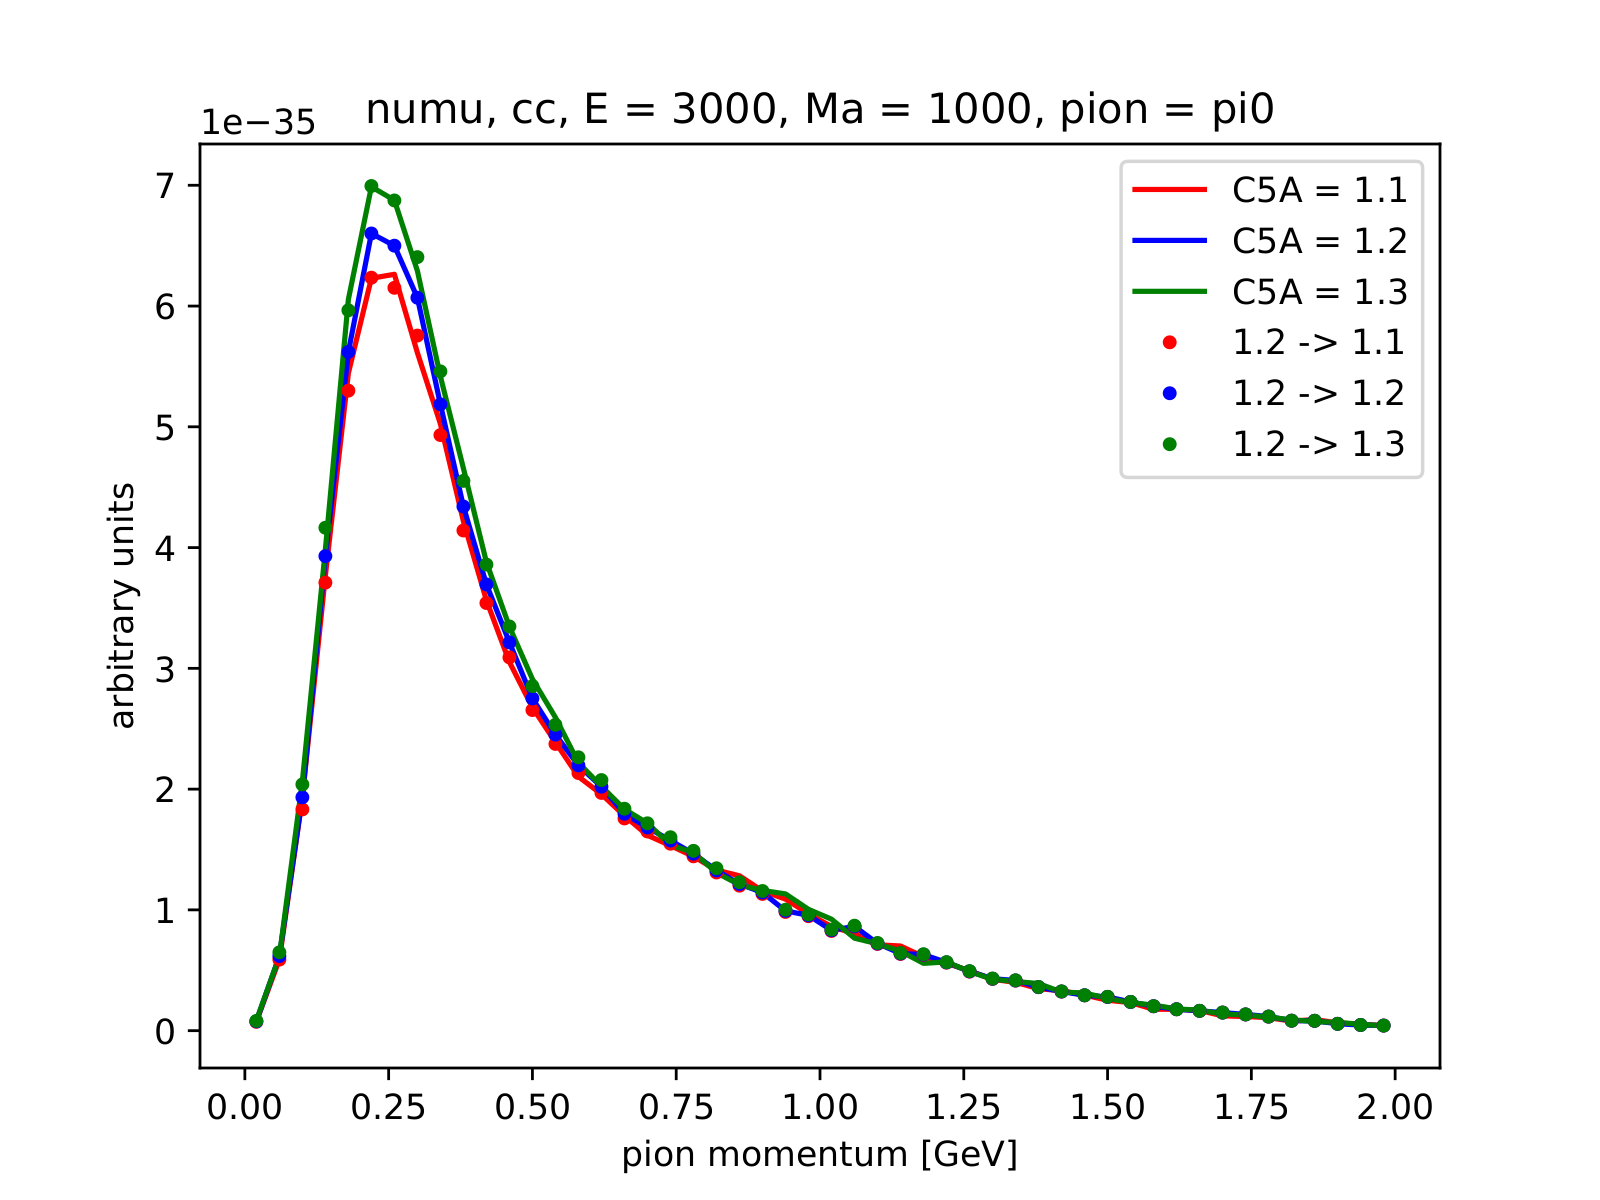 numu, cc, E = 3000, Ma = 1000, pion = pi0
1e−35
C5A = 1.1
C5A = 1.2
C5A = 1.3
1.2 -> 1.1
1.2 -> 1.2
1.2 -> 1.3
7
6
5
4
3
2
1
0
arbitrary units
0.00 0.25 0.50 0.75 1.00 1.25 1.50 1.75 2.00
pion momentum [GeV]